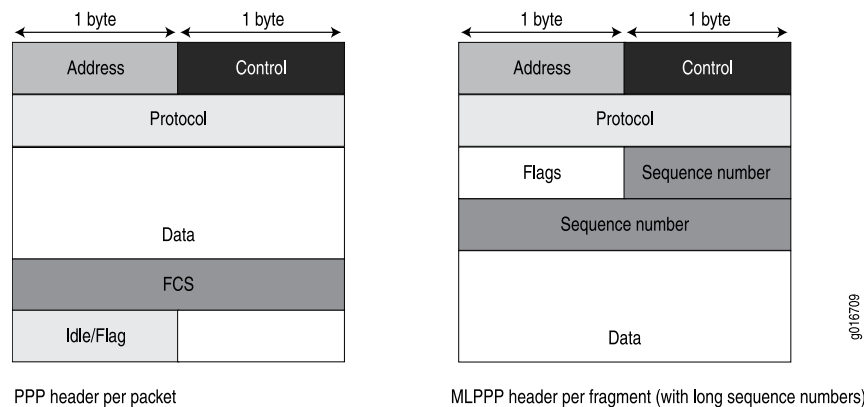 1 byte 1 byte
Address Control
Protocol
Data
FCS
Idle/Flag
PPP header per packet
1 byte 1 byte
Address Control
Protocol
Flags Sequence number
Sequence number
Data
MLPPP header per fragment (with long sequence numbers)
g016709